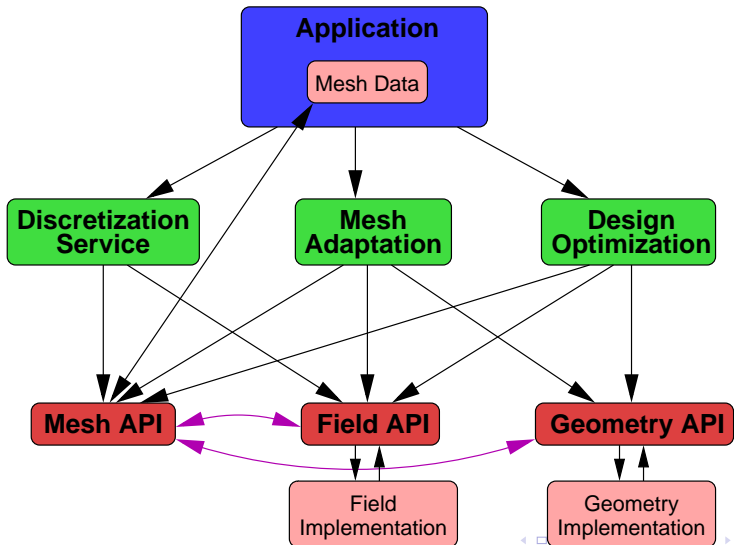 Application
Mesh Data
Discretization
Service
Mesh
Adaptation
Design
Optimization
Mesh API
Field API
Geometry API
Field
Implementation
Geometry
Implementation